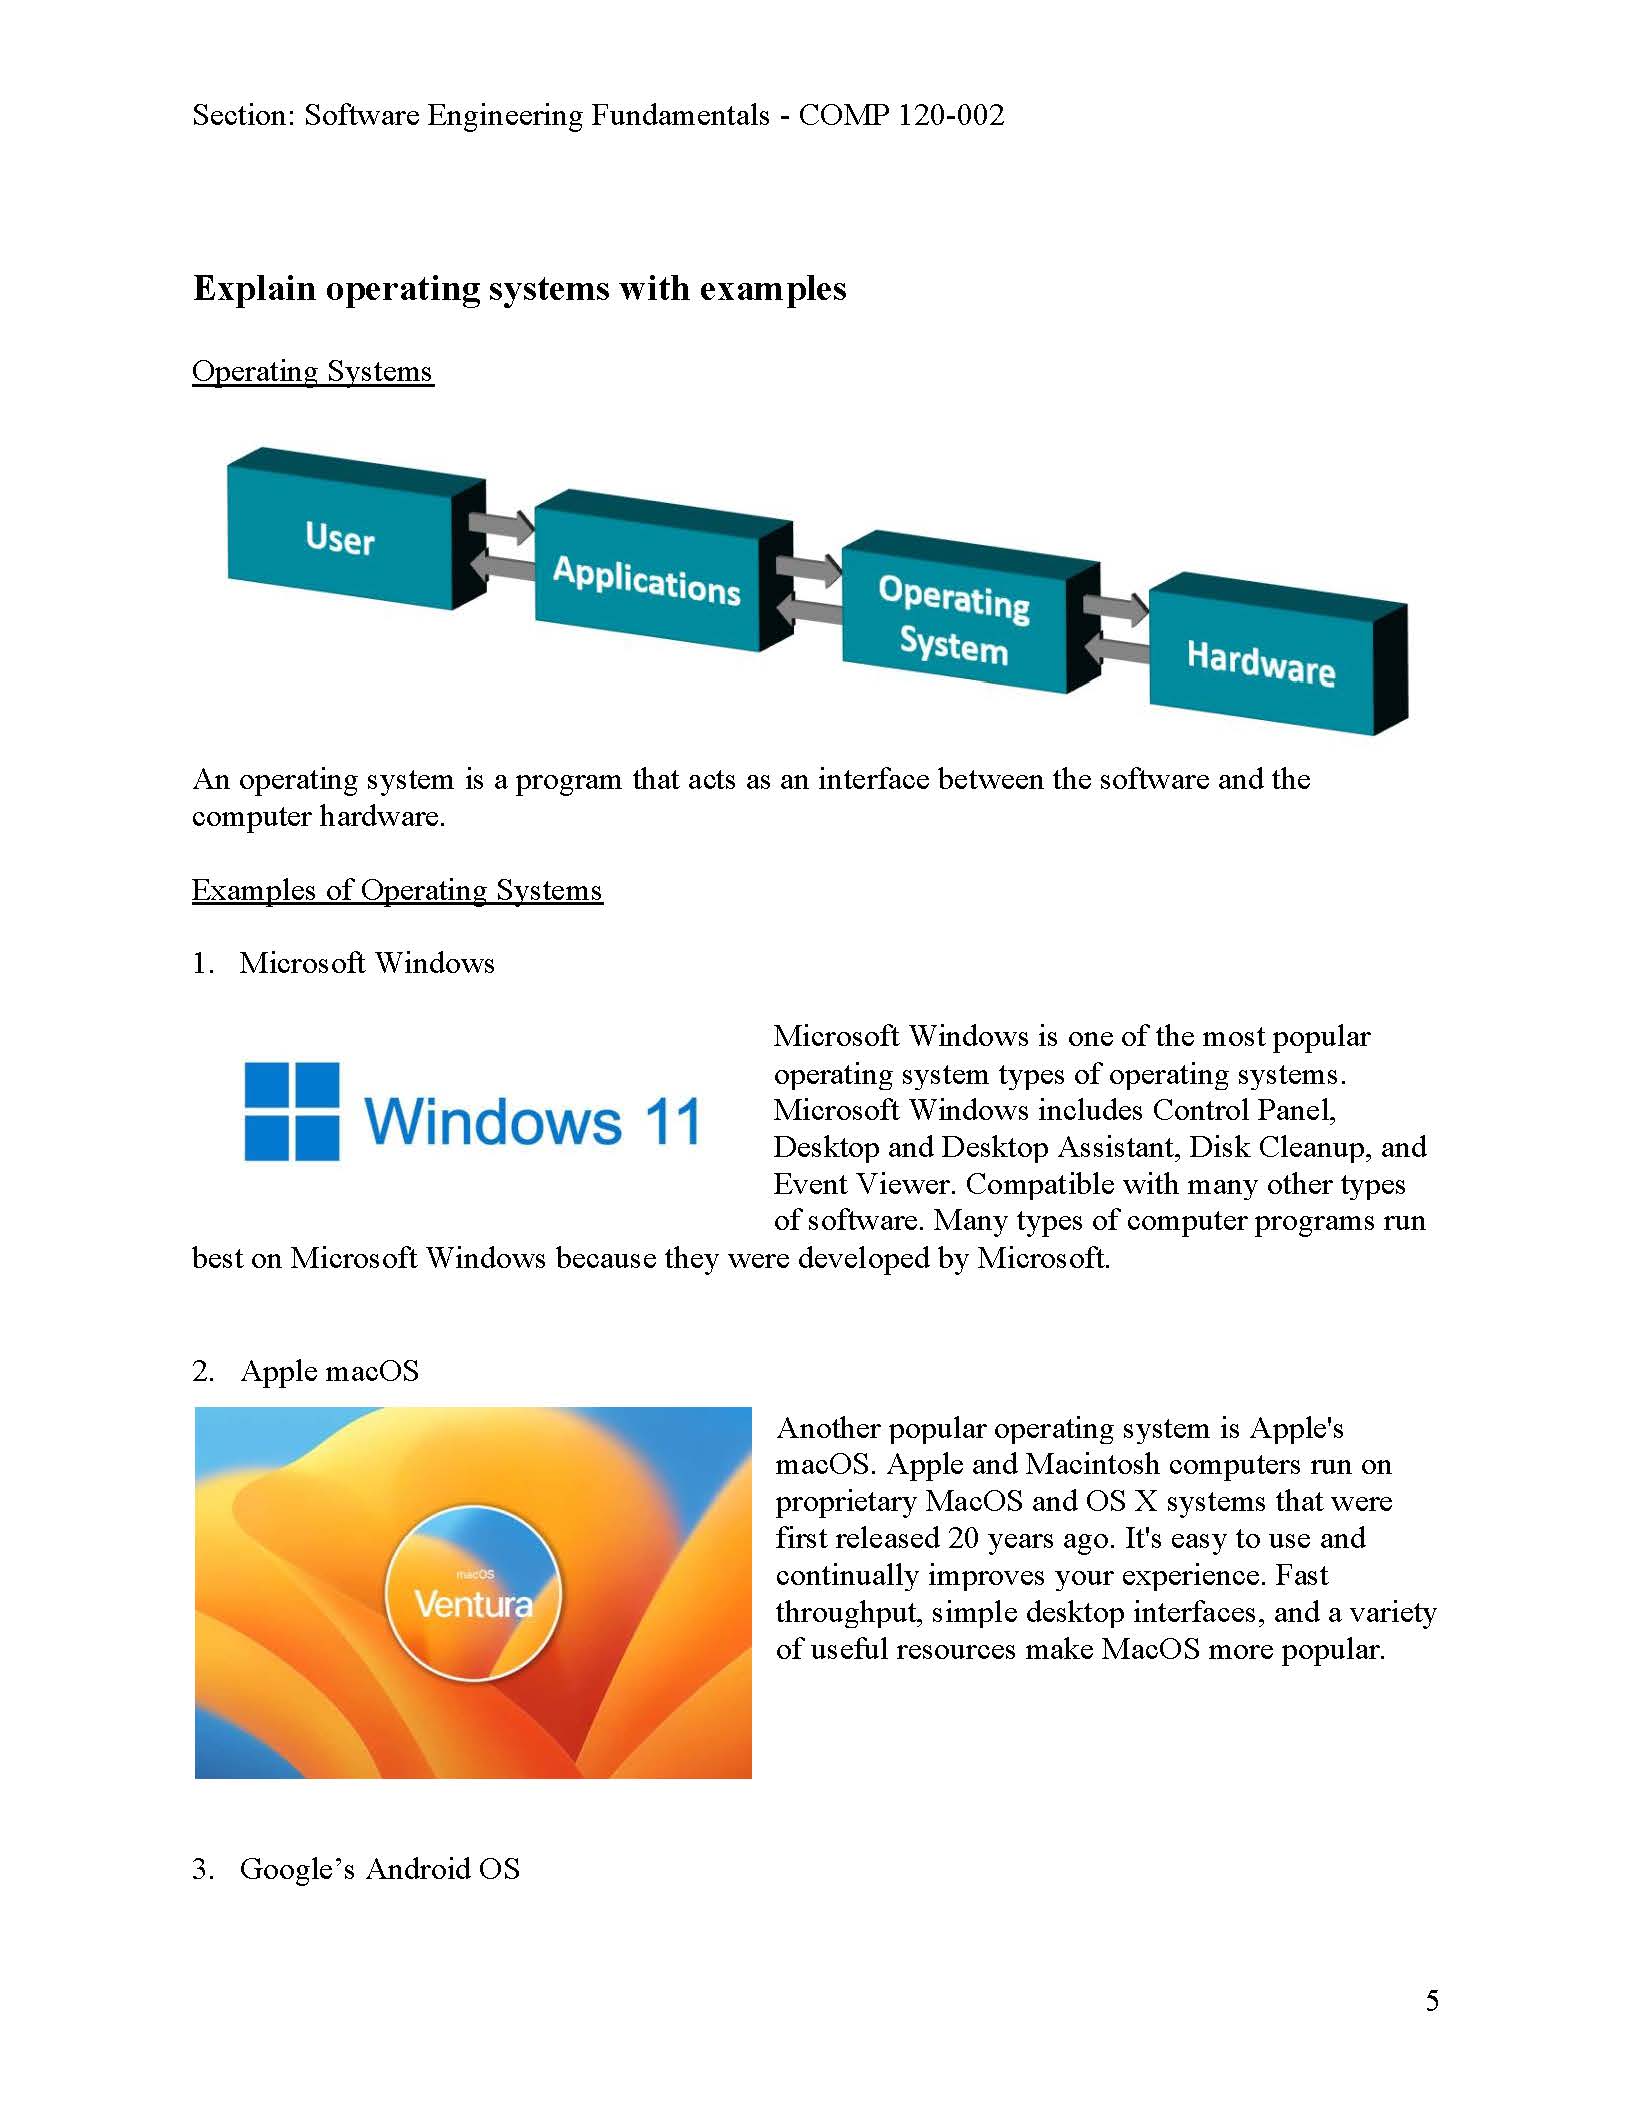 Section: Software Engineering Fundamentals - COMP 120-002
Explain operating systems with examples
Operating Systems
User
Applications
Operating
System
Hardware
An operating system is a program that acts as an interface between the software and the
computer hardware.
Examples of Operating Systems
1. Microsoft Windows
Windows 11
Microsoft Windows is one of the most popular
operating system types of operating systems.
Microsoft Windows includes Control Panel,
Desktop and Desktop Assistant, Disk Cleanup, and
Event Viewer. Compatible with many other types
of software. Many types of computer programs run
best on Microsoft Windows because they were developed by Microsoft.
2. Apple macOS
macOS
Ventura
Another popular operating system is Apple's
macOS. Apple and Macintosh computers run on
proprietary MacOS and OS X systems that were
first released 20 years ago. It's easy to use and
continually improves your experience. Fast
throughput, simple desktop interfaces, and a variety
of useful resources make MacOS more popular.
3. Google’s Android OS
5